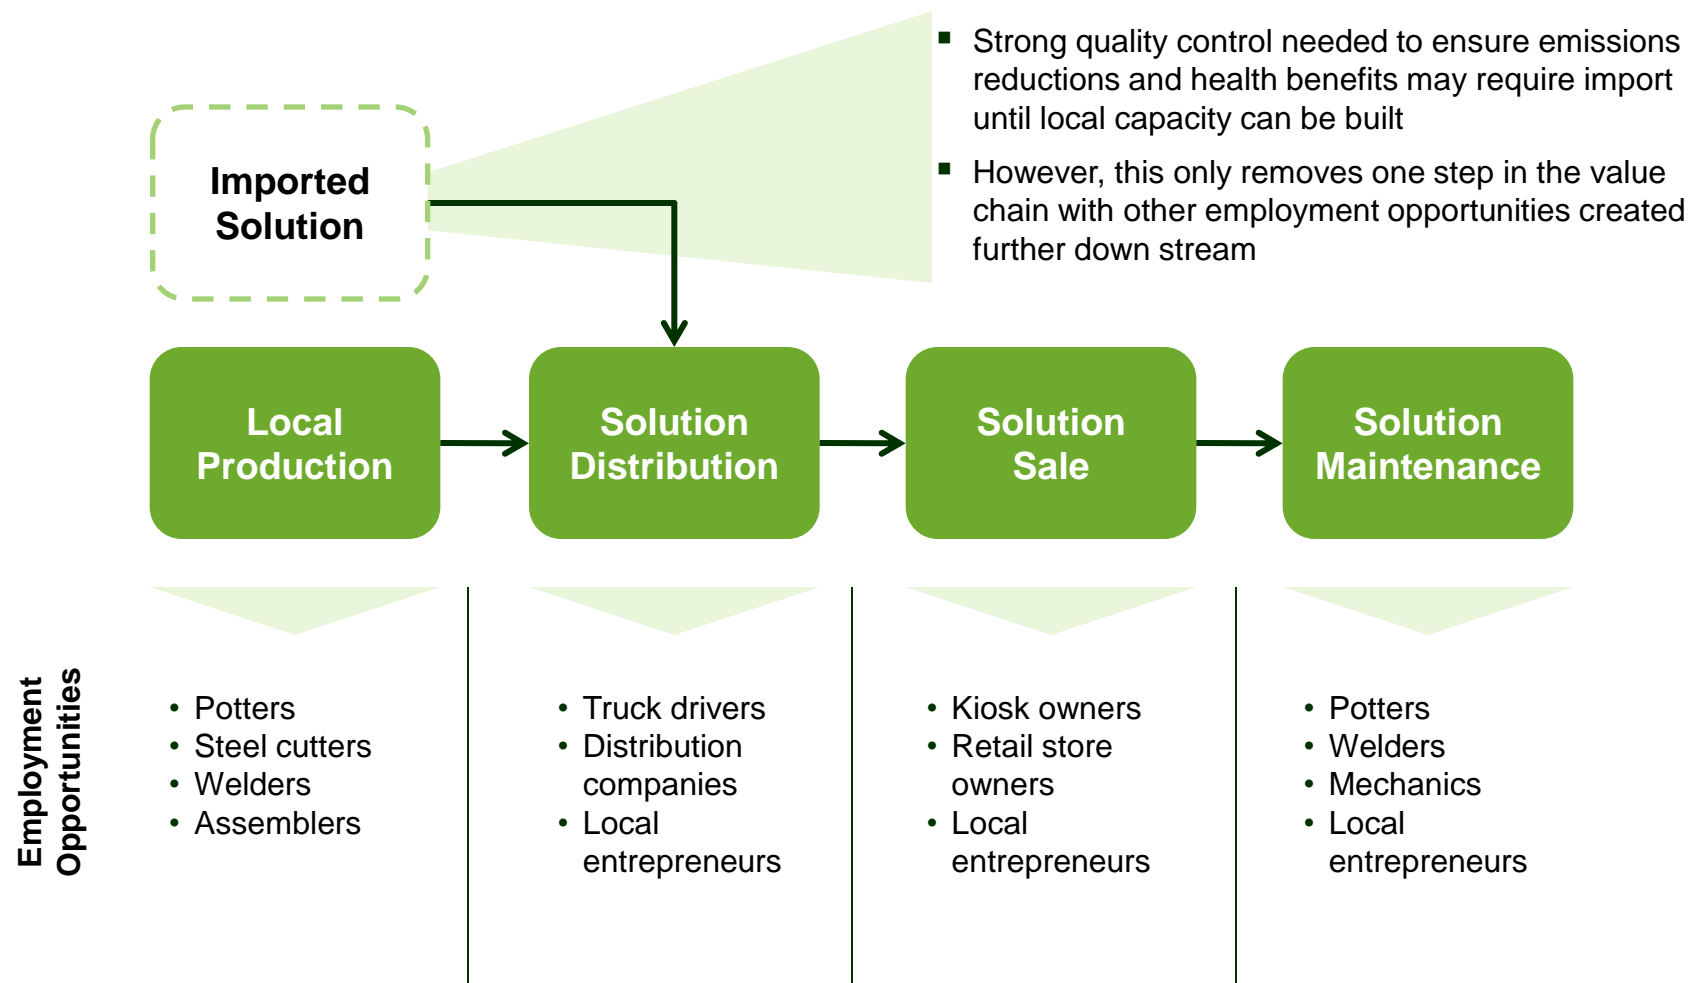 ▪ Strong quality control needed to ensure emissions
reductions and health benefits may require import
until local capacity can be built
▪ However, this only removes one step in the value
chain with other employment opportunities created
further down stream
Imported
Solution
Local
Production
Solution
Distribution
Solution
Sale
Solution
Maintenance
Employment
Opportunities
• Potters
• Steel cutters
• Welders
• Assemblers
• Truck drivers
• Distribution
companies
• Local
entrepreneurs
• Kiosk owners
• Retail store
owners
• Local
entrepreneurs
• Potters
• Welders
• Mechanics
• Local
entrepreneurs